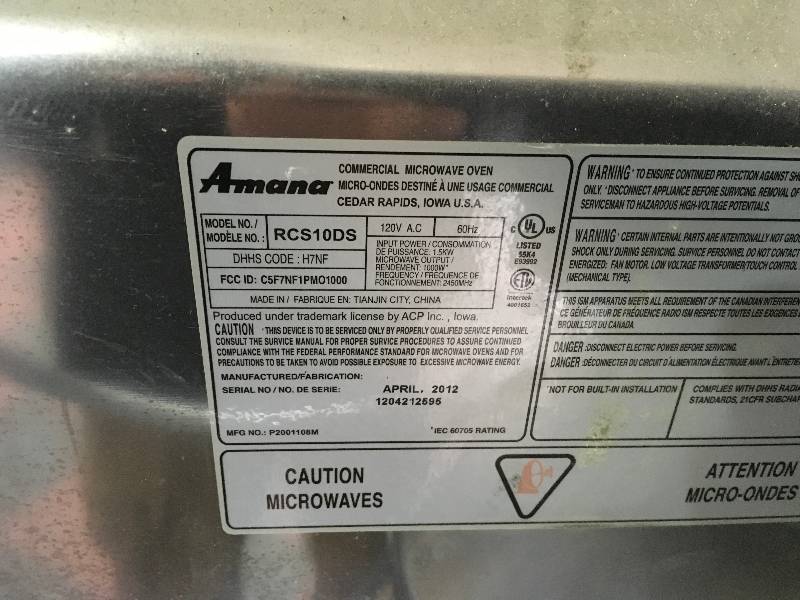 Amana
COMMERCIAL MICROWAVE OVEN
MICRO-ONDES DESTINÉ À UNE USAGE COMMERCIAL
CEDAR RAPIDS, IOWA U.S.A.
MODEL NO./
MODÈLE NO.:
RCS10DS
120V A.C
60Hz
DHHS CODE : H7NF
INPUT POWER / CONSOMMATION
DE PUISSANCE: 1.5KW
MICROWAVE OUTPUT /
RENDEMENT: 1000W*
FREQUENCY / FRÉQUENCE DE
FONCTIONNEMENT: 2450MHz
FCC ID: C5F7NF1PMO1000
MADE IN / FABRIQUE EN: TIANJIN CITY, CHINA
C UL US
LISTED
55K4
E93902
ETL
Intertek
4001652
Produced under trademark license by ACP Inc., Iowa.
CAUTION "THIS DEVICE IS TO BE SERVICED ONLY BY PROPERLY QUALIFIED SERVICE PERSONNEL
CONSULT THE SERVICE MANUAL FOR PROPER SERVICE PROCEDURES TO ASSURE CONTINUED
COMPLIANCE WITH THE FEDERAL PERFORMANCE STANDARD FOR MICROWAVE OVENS AND FOR
PRECAUTIONS TO BE TAKEN TO AVOID POSSIBLE EXPOSURE TO EXCESSIVE MICROWAVE ENERGY.
MANUFACTURED/FABRICATION:
APRIL, 2012
SERIAL NO / NO. DE SERIE:
1204212595
MFG NO.: P2001108M
*IEC 60705 RATING
WARNING "TO ENSURE CONTINUED PROTECTION AGAINST
ONLY. "DISCONNECT APPLIANCE BEFORE SERVICING. REMOVAL OF
SERVICEMAN TO HAZARDOUS HIGH-VOLTAGE POTENTIALS.
WARNING " CERTAIN INTERNAL PARTS ARE INTENTIONALLY NOT
SHOCK ONLY DURING SERVICING. SERVICE PERSONNEL DO NOT CONTACT
ENERGIZED: FAN MOTOR, LOW VOLTAGE TRANSFORMER/TOUCH CONTROL
(MECHANICAL TYPE).
THIS ISM APPARATUS MEETS ALL REQUIREMENT OF THE CANADIAN
CE GÉNÉRATEUR DE FRÉQUENCE RADIO ISM RESPECTE TOUTES LES
BROUILLEUR DU CANADA
DANGER :DISCONNECT ELECTRIC POWER BEFORE SERVICING.
DANGER :DÉCONNECTER DU CIRCUIT D'ALIMENTATION ÉLECTRIQUE AVANT
NOT FOR BUILT-IN INSTALLATION
COMPLIES WITH DHHS
STANDARDS, 21CFR
CAUTION
MICROWAVES
ATTENTION
MICRO-ONDES